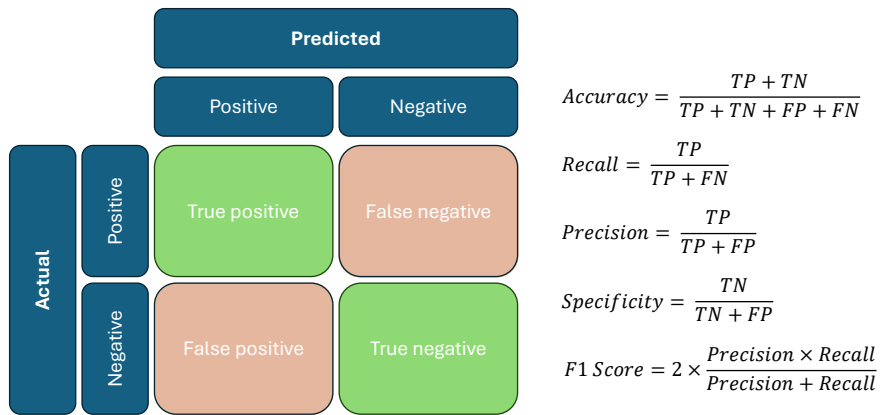 Predicted
Positive
Negative
Actual
Positive
True positive
False negative
Negative
False positive
True negative
Accuracy = TP + TN / TP + TN + FP + FN
Recall = TP / TP + FN
Precision = TP / TP + FP
Specificity = TN / TN + FP
F1 Score = 2 × Precision × Recall / Precision + Recall